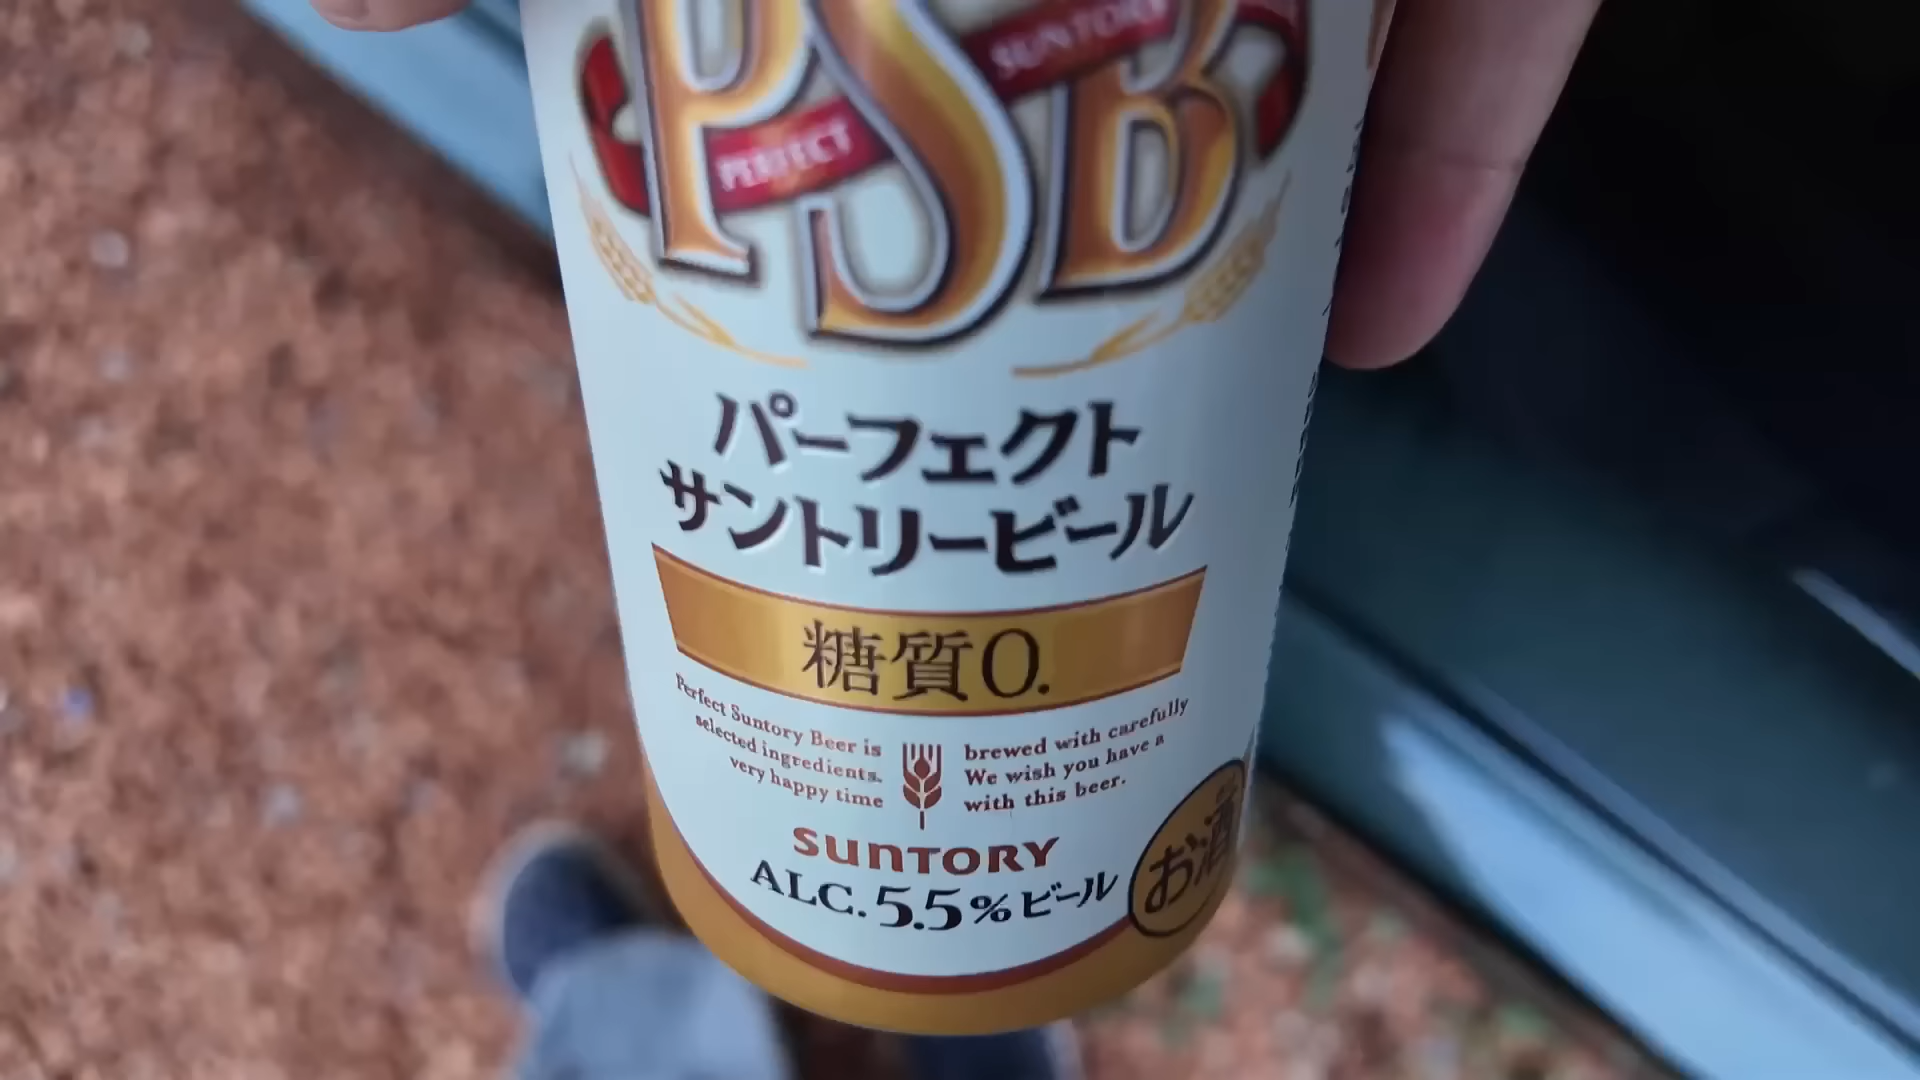 PSB
PERFECT SUNTORY
パーフェクト
サントリービール
糖質0.
Perfect Suntory Beer is brewed with carefully
selected ingredients. We wish you have a
very happy time with this beer.
SUNTORY
ALC. 5.5% ビール
お酒